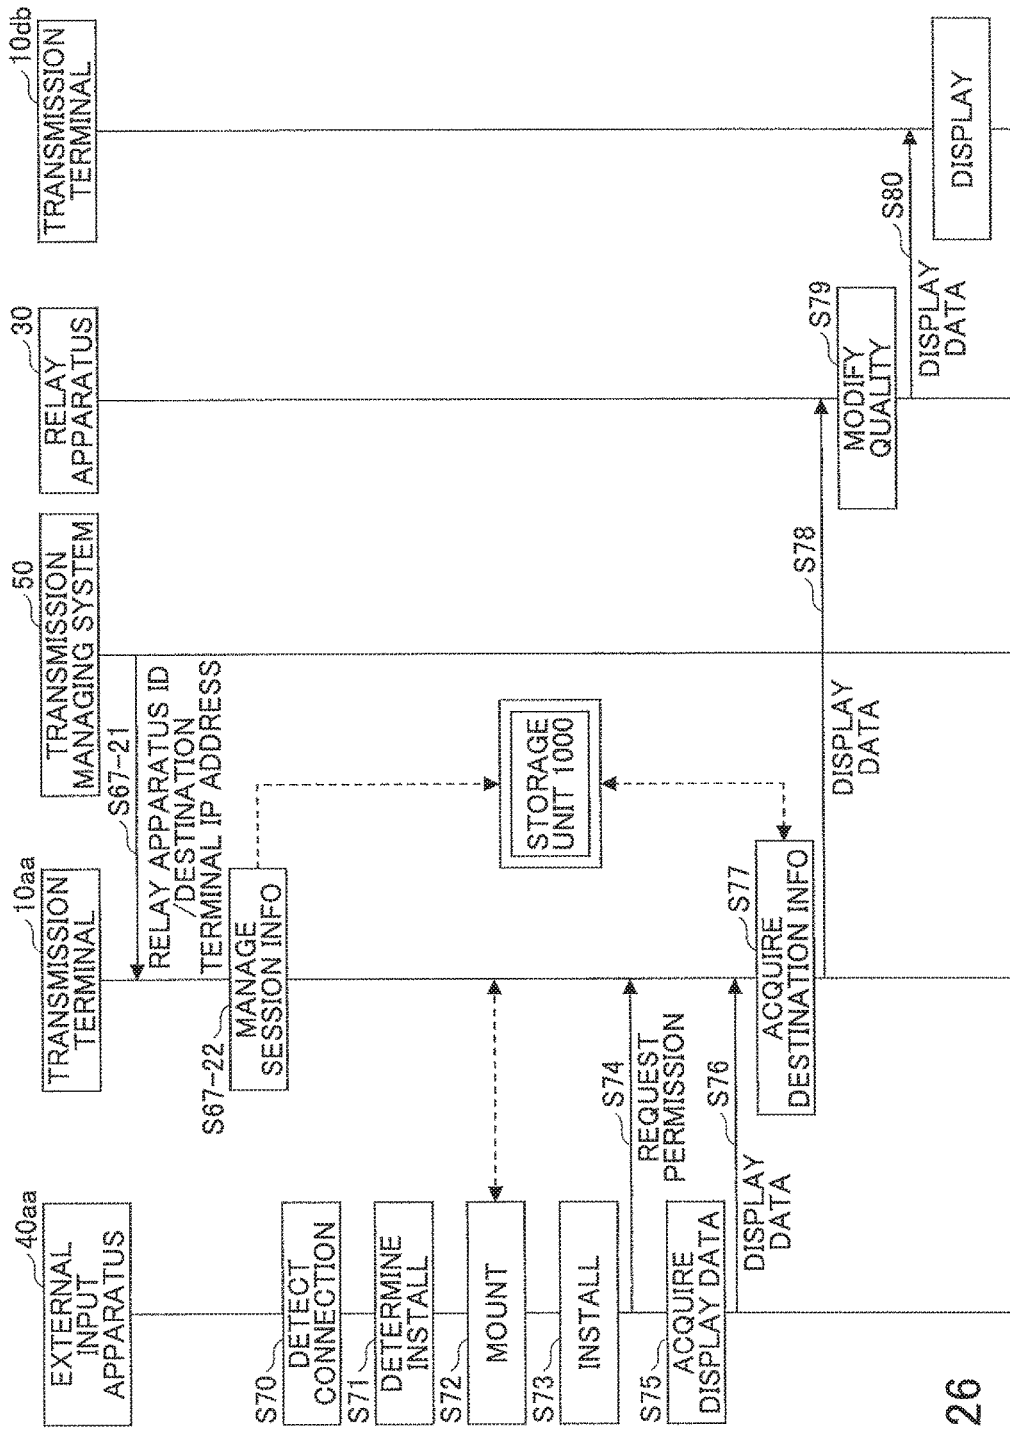 EXTERNAL
INPUT
APPARATUS
40aa
TRANSMISSION
TERMINAL
10aa
TRANSMISSION
MANAGING SYSTEM
50
RELAY
APPARATUS
30
TRANSMISSION
TERMINAL
10db
S67-21
RELAY APPARATUS ID
/DESTINATION
TERMINAL IP ADDRESS
S67-22
MANAGE
SESSION INFO
S70
DETECT
CONNECTION
S71
DETERMINE
INSTALL
S72
MOUNT
STORAGE
UNIT 1000
S73
INSTALL
S74
REQUEST
PERMISSION
S75
ACQUIRE
DISPLAY DATA
S76
DISPLAY
DATA
S77
ACQUIRE
DESTINATION INFO
S78
DISPLAY
DATA
S79
MODIFY
QUALITY
S80
DISPLAY
DATA
DISPLAY
26